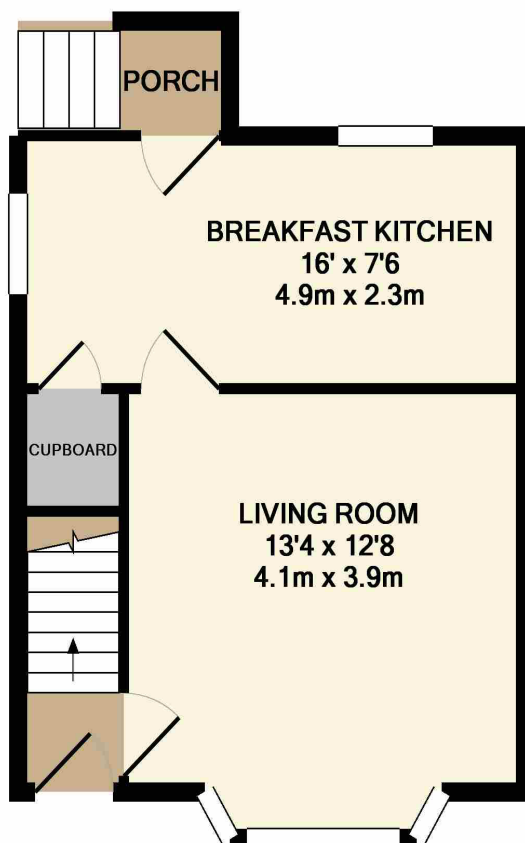 PORCH
BREAKFAST KITCHEN
16' x 7'6
4.9m x 2.3m
CUPBOARD
LIVING ROOM
13'4 x 12'8
4.1m x 3.9m